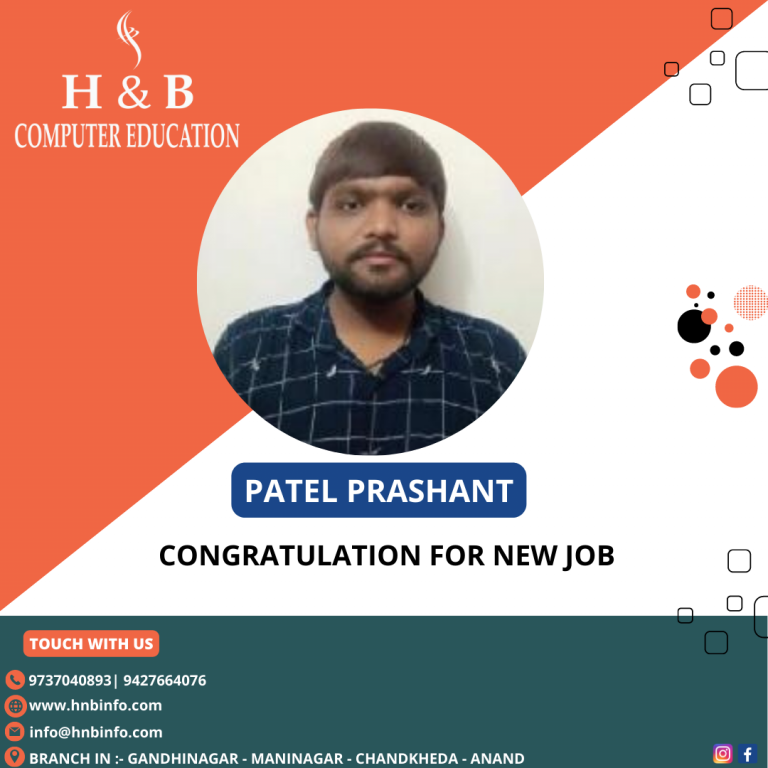 H & B
COMPUTER EDUCATION
PATEL PRASHANT
CONGRATULATION FOR NEW JOB
TOUCH WITH US
9737040893| 9427664076
www.hnbinfo.com
info@hnbinfo.com
BRANCH IN :- GANDHINAGAR - MANINAGAR - CHANDKHEDA - ANAND